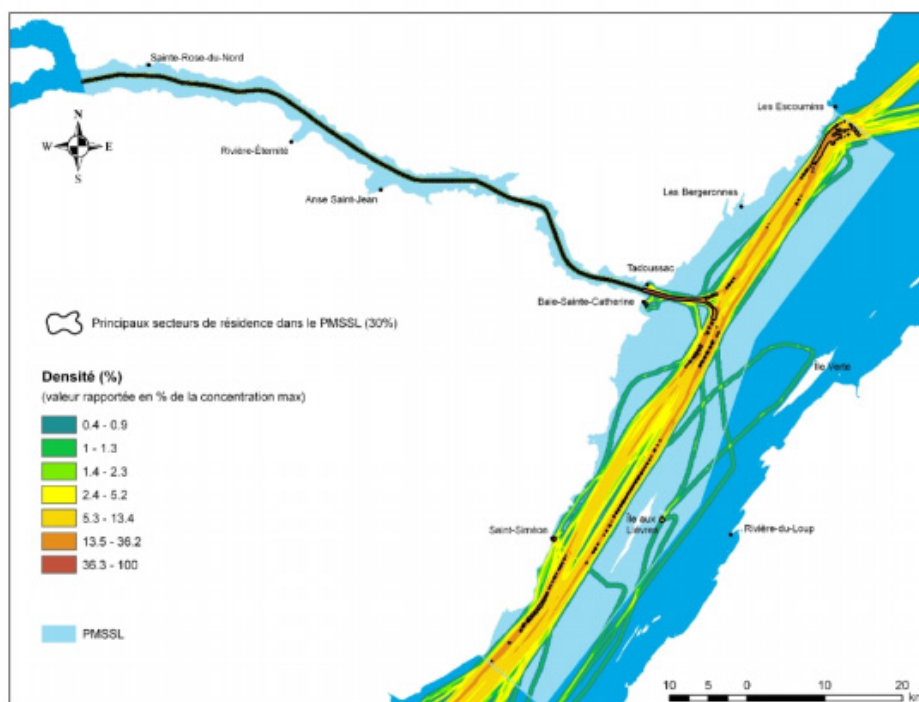 Sainte-Rose-du-Nord
Les Escoumins
N
W E
S
Rivière-Éternité
Anse Saint-Jean
Les Bergeronnes
Tadoussac
Baie-Sainte-Catherine
Principaux secteurs de résidence dans le PMSSL (30%)
Île Verte
Densité (%)
(valeur rapportée en % de la concentration max)
0.4 - 0.9
1 - 1.3
1.4 - 2.3
2.4 - 5.2
5.3 - 13.4
13.5 - 36.2
36.3 - 100
Saint-Siméon
Île aux
Lièvres
Rivière-du-Loup
PMSSL
10 5 0 10 20
km